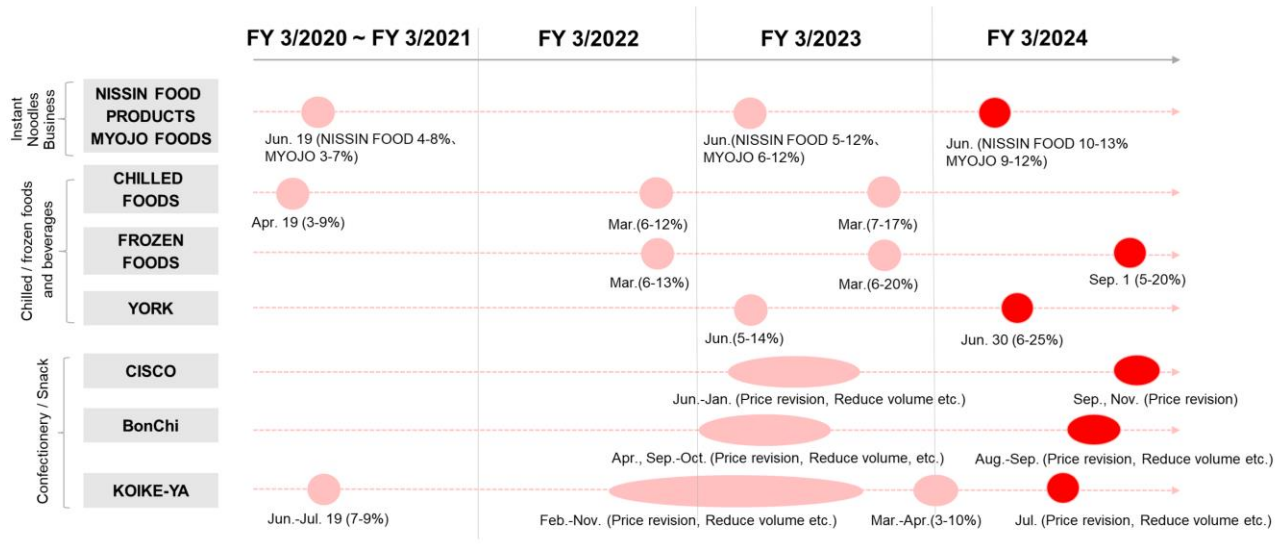 FY 3/2020 ~ FY 3/2021
FY 3/2022
FY 3/2023
FY 3/2024
Instant
Noodles
Business
NISSIN FOOD
PRODUCTS
MYOJO FOODS
Jun. 19 (NISSIN FOOD 4-8%、
MYOJO 3-7%)
Jun.(NISSIN FOOD 5-12%、
MYOJO 6-12%)
Jun. (NISSIN FOOD 10-13%
MYOJO 9-12%)
Chilled / frozen foods
and beverages
CHILLED
FOODS
Apr. 19 (3-9%)
Mar.(6-12%)
Mar.(7-17%)
FROZEN
FOODS
Mar.(6-13%)
Mar.(6-20%)
Sep. 1 (5-20%)
YORK
Jun.(5-14%)
Jun. 30 (6-25%)
Confectionery / Snack
CISCO
Jun.-Jan. (Price revision, Reduce volume etc.)
Sep., Nov. (Price revision)
BonChi
Apr., Sep.-Oct. (Price revision, Reduce volume, etc.)
Aug.-Sep. (Price revision, Reduce volume etc.)
KOIKE-YA
Jun.-Jul. 19 (7-9%)
Feb.-Nov. (Price revision, Reduce volume etc.)
Mar.-Apr.(3-10%)
Jul. (Price revision, Reduce volume etc.)